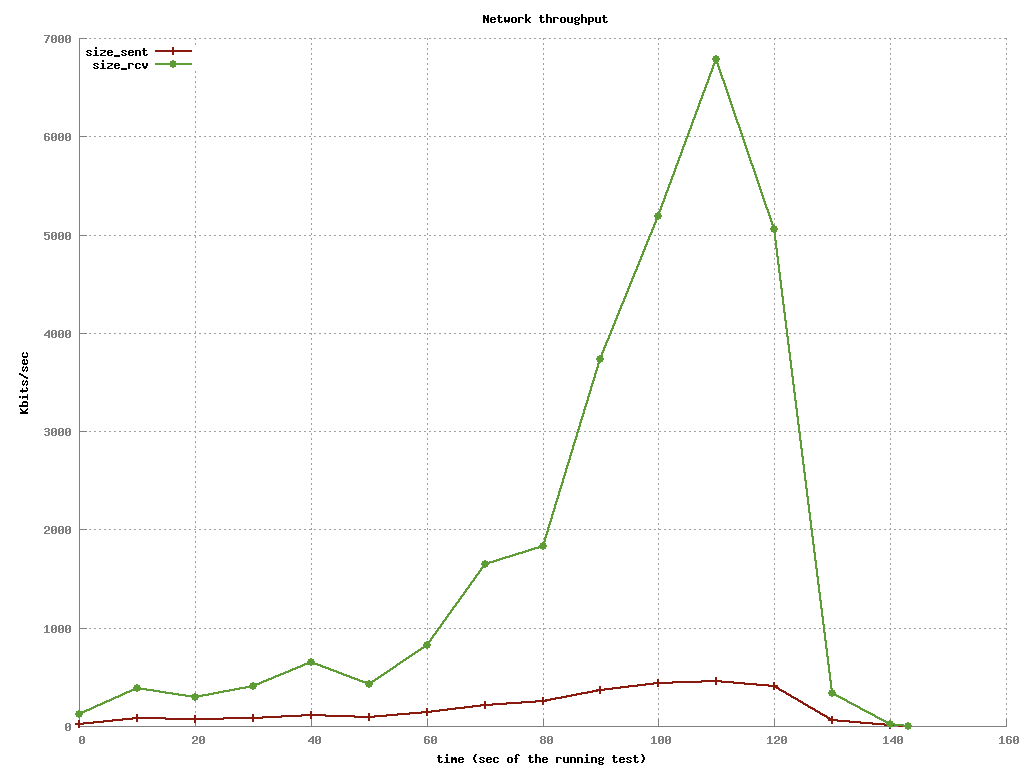 Network throughput
size_sent
size_rcv
7000
6000
5000
4000
3000
2000
1000
0
Kbits/sec
0 20 40 60 80 100 120 140 160
time (sec of the running test)